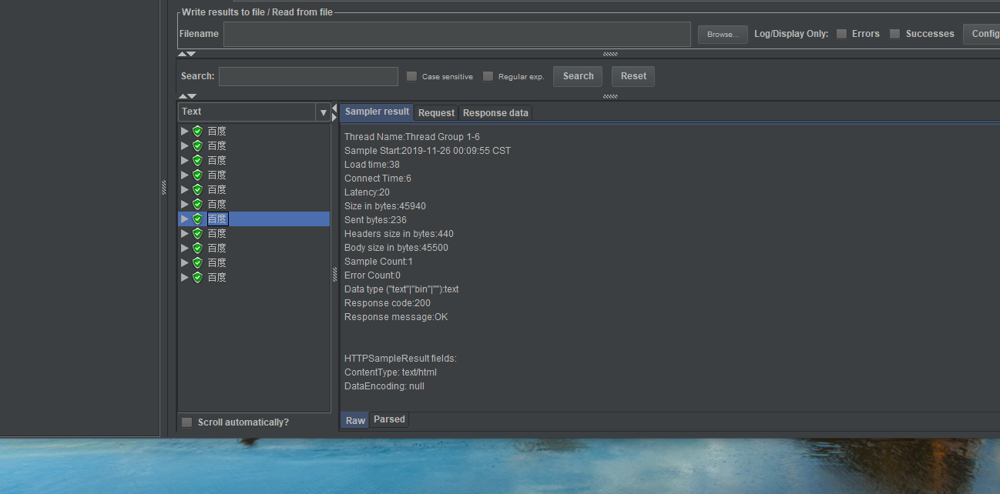 Write results to file / Read from file
Filename Browse... Log/Display Only: Errors Successes Config
Search: Case sensitive Regular exp. Search Reset
Text
百度
百度
百度
百度
百度
百度
百度
百度
百度
百度
百度
Scroll automatically?
Sampler result Request Response data
Thread Name:Thread Group 1-6
Sample Start:2019-11-26 00:09:55 CST
Load time:38
Connect Time:6
Latency:20
Size in bytes:45940
Sent bytes:236
Headers size in bytes:440
Body size in bytes:45500
Sample Count:1
Error Count:0
Data type ("text"|"bin"|""):text
Response code:200
Response message:OK
HTTPSampleResult fields:
ContentType: text/html
DataEncoding: null
Raw Parsed